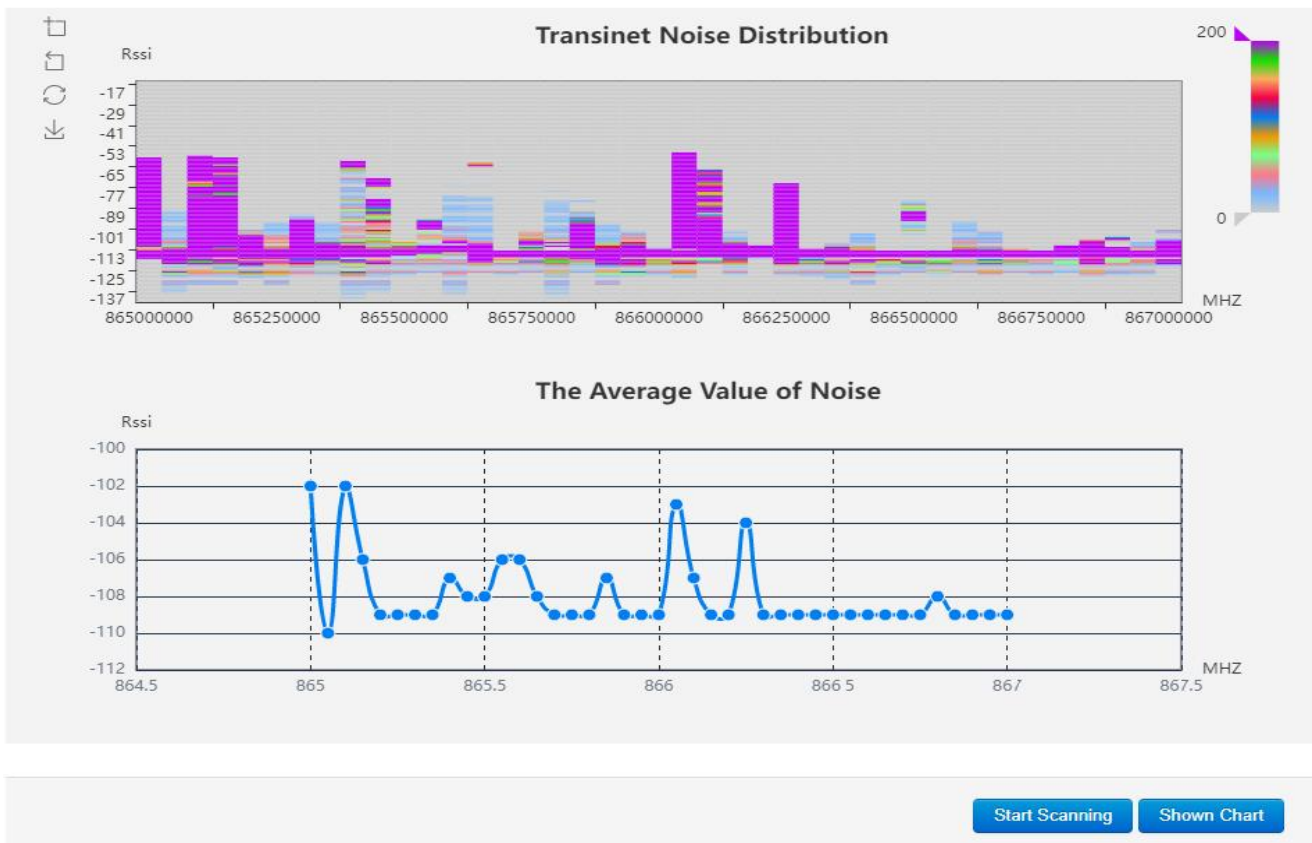 Transinet Noise Distribution
200
Rssi
-17
-29
-41
-53
-65
-77
-89
0
-101
-113
-125
-137
MHZ
865000000 865250000 865500000 865750000 866000000 866250000 866500000 866750000 867000000
The Average Value of Noise
Rssi
-100
-102
-104
-106
-108
-110
-112
MHZ
864.5 865 865.5 866 866 5 867 867.5
Start Scanning Shown Chart